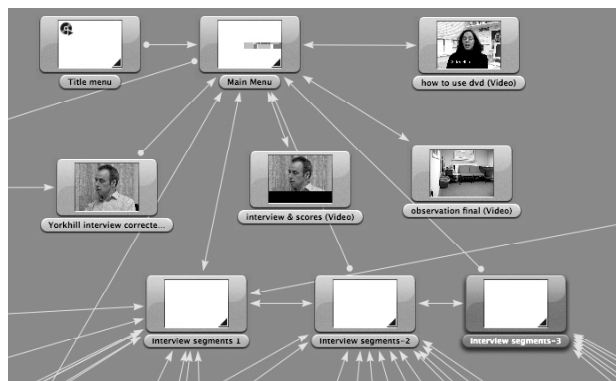 Title menu
Main Menu
how to use dvd (Video)
Yorkhill interview correcte...
interview & scores (Video)
observation final (Video)
Interview segments 1
Interview segments-2
Interview segments-3